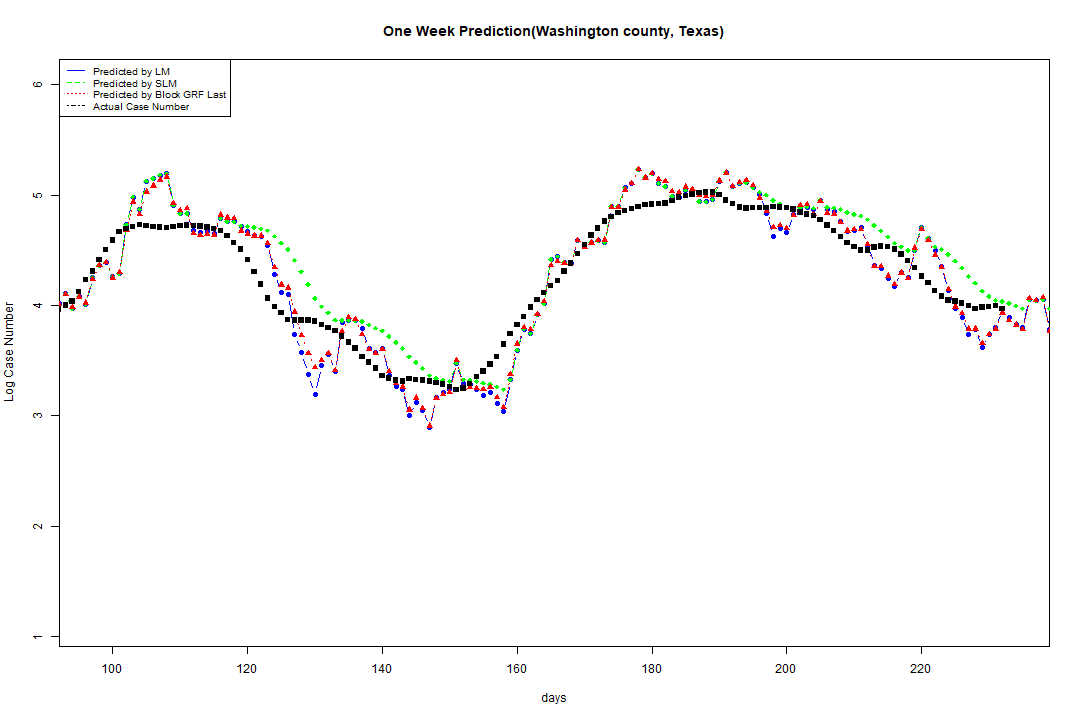 One Week Prediction(Washington county, Texas)
Predicted by LM
Predicted by SLM
Predicted by Block GRF Last
Actual Case Number
6
5
4
3
2
1
Log Case Number
100 120 130 140 160 180 200 220
days